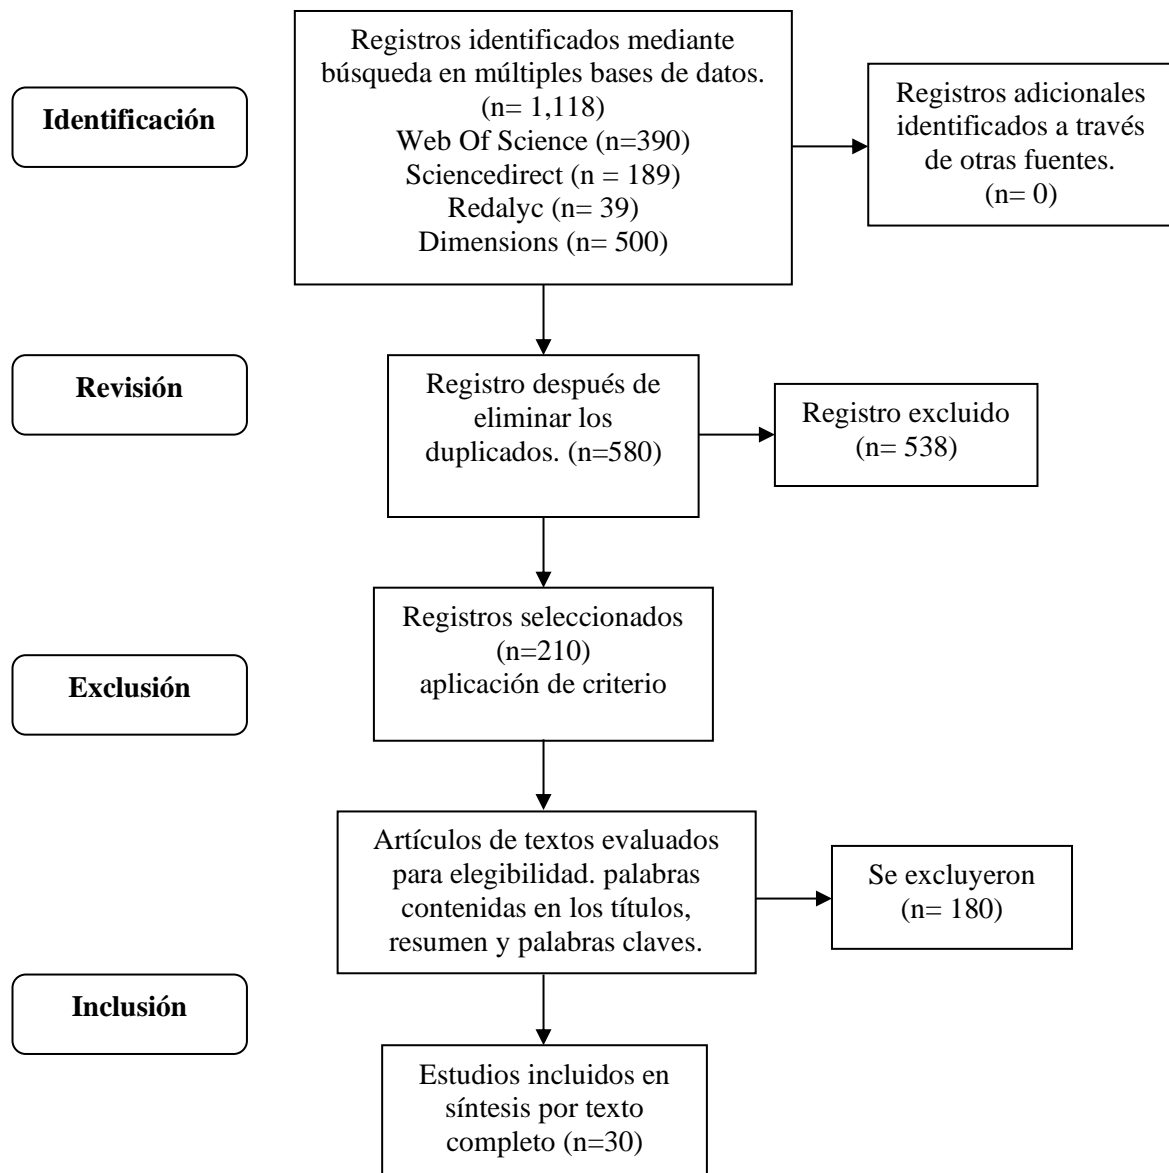 Identificación
Registros identificados mediante
búsqueda en múltiples bases de datos.
(n= 1,118)
Web Of Science (n=390)
Sciencedirect (n = 189)
Redalyc (n= 39)
Dimensions (n= 500)
Registros adicionales
identificados a través
de otras fuentes.
(n= 0)
Revisión
Registro después de
eliminar los
duplicados. (n=580)
Registro excluido
(n= 538)
Exclusión
Registros seleccionados
(n=210)
aplicación de criterio
Artículos de textos evaluados
para elegibilidad. palabras
contenidas en los títulos,
resumen y palabras claves.
Se excluyeron
(n= 180)
Inclusión
Estudios incluidos en
síntesis por texto
completo (n=30)